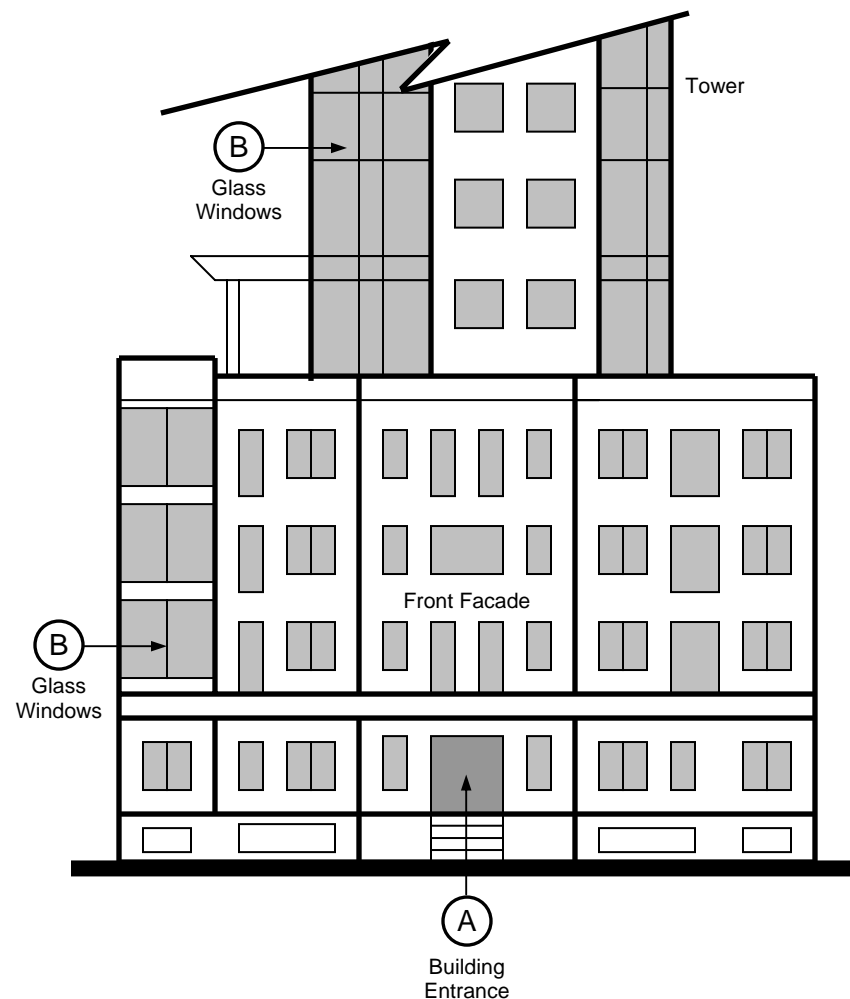 Tower
B
Glass
Windows
Front Facade
B
Glass
Windows
A
Building
Entrance